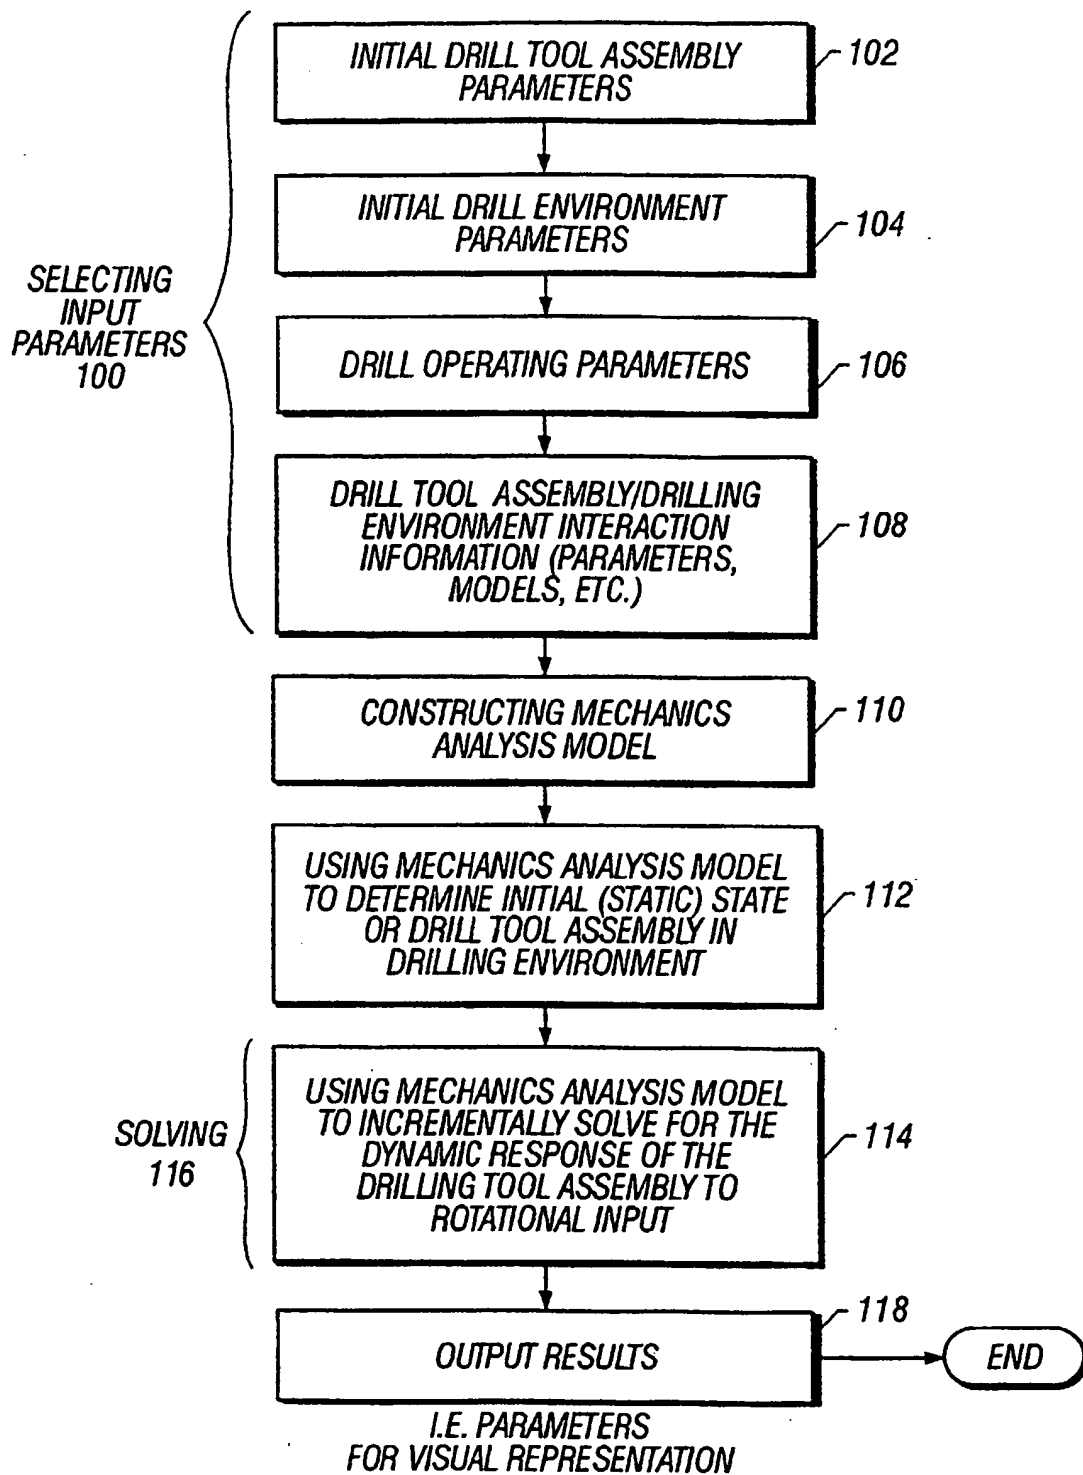 INITIAL DRILL TOOL ASSEMBLY
PARAMETERS
102
INITIAL DRILL ENVIRONMENT
PARAMETERS
104
SELECTING
INPUT
PARAMETERS
100
DRILL OPERATING PARAMETERS
106
DRILL TOOL ASSEMBLY/DRILLING
ENVIRONMENT INTERACTION
INFORMATION (PARAMETERS,
MODELS, ETC.)
108
CONSTRUCTING MECHANICS
ANALYSIS MODEL
110
USING MECHANICS ANALYSIS MODEL
TO DETERMINE INITIAL (STATIC) STATE
OR DRILL TOOL ASSEMBLY IN
DRILLING ENVIRONMENT
112
SOLVING
116
USING MECHANICS ANALYSIS MODEL
TO INCREMENTALLY SOLVE FOR THE
DYNAMIC RESPONSE OF THE
DRILLING TOOL ASSEMBLY TO
ROTATIONAL INPUT
114
OUTPUT RESULTS
118
END
I.E. PARAMETERS
FOR VISUAL REPRESENTATION